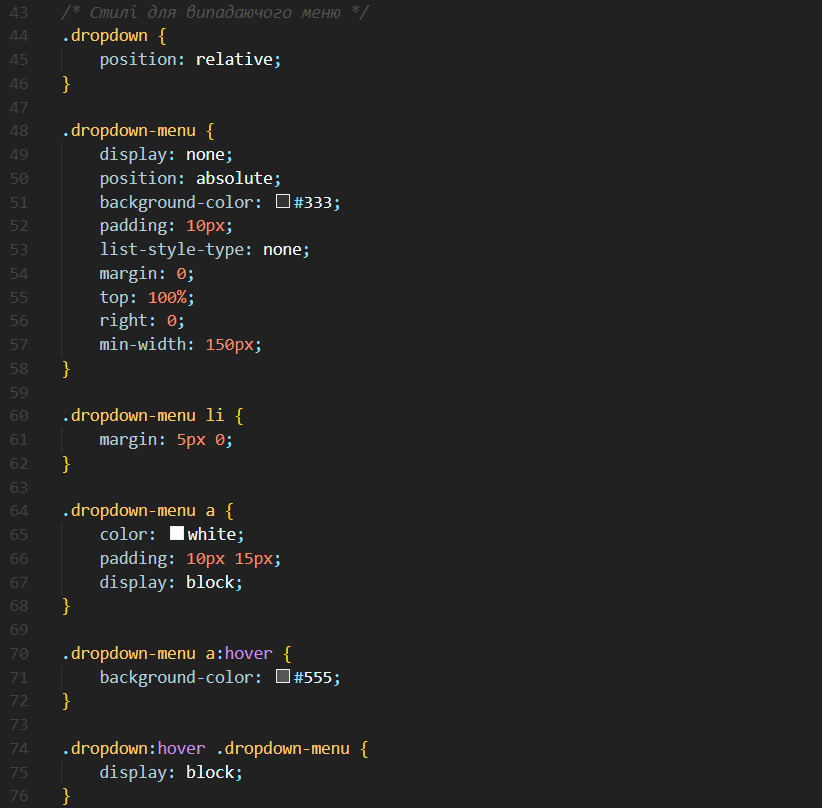 43 /* Стилі для випадаючого меню */
44 .dropdown {
45 position: relative;
46 }
47
48 .dropdown-menu {
49 display: none;
50 position: absolute;
51 background-color: #333;
52 padding: 10px;
53 list-style-type: none;
54 margin: 0;
55 top: 100%;
56 right: 0;
57 min-width: 150px;
58 }
59
60 .dropdown-menu li {
61 margin: 5px 0;
62 }
63
64 .dropdown-menu a {
65 color: white;
66 padding: 10px 15px;
67 display: block;
68 }
69
70 .dropdown-menu a:hover {
71 background-color: #555;
72 }
73
74 .dropdown:hover .dropdown-menu {
75 display: block;
76 }